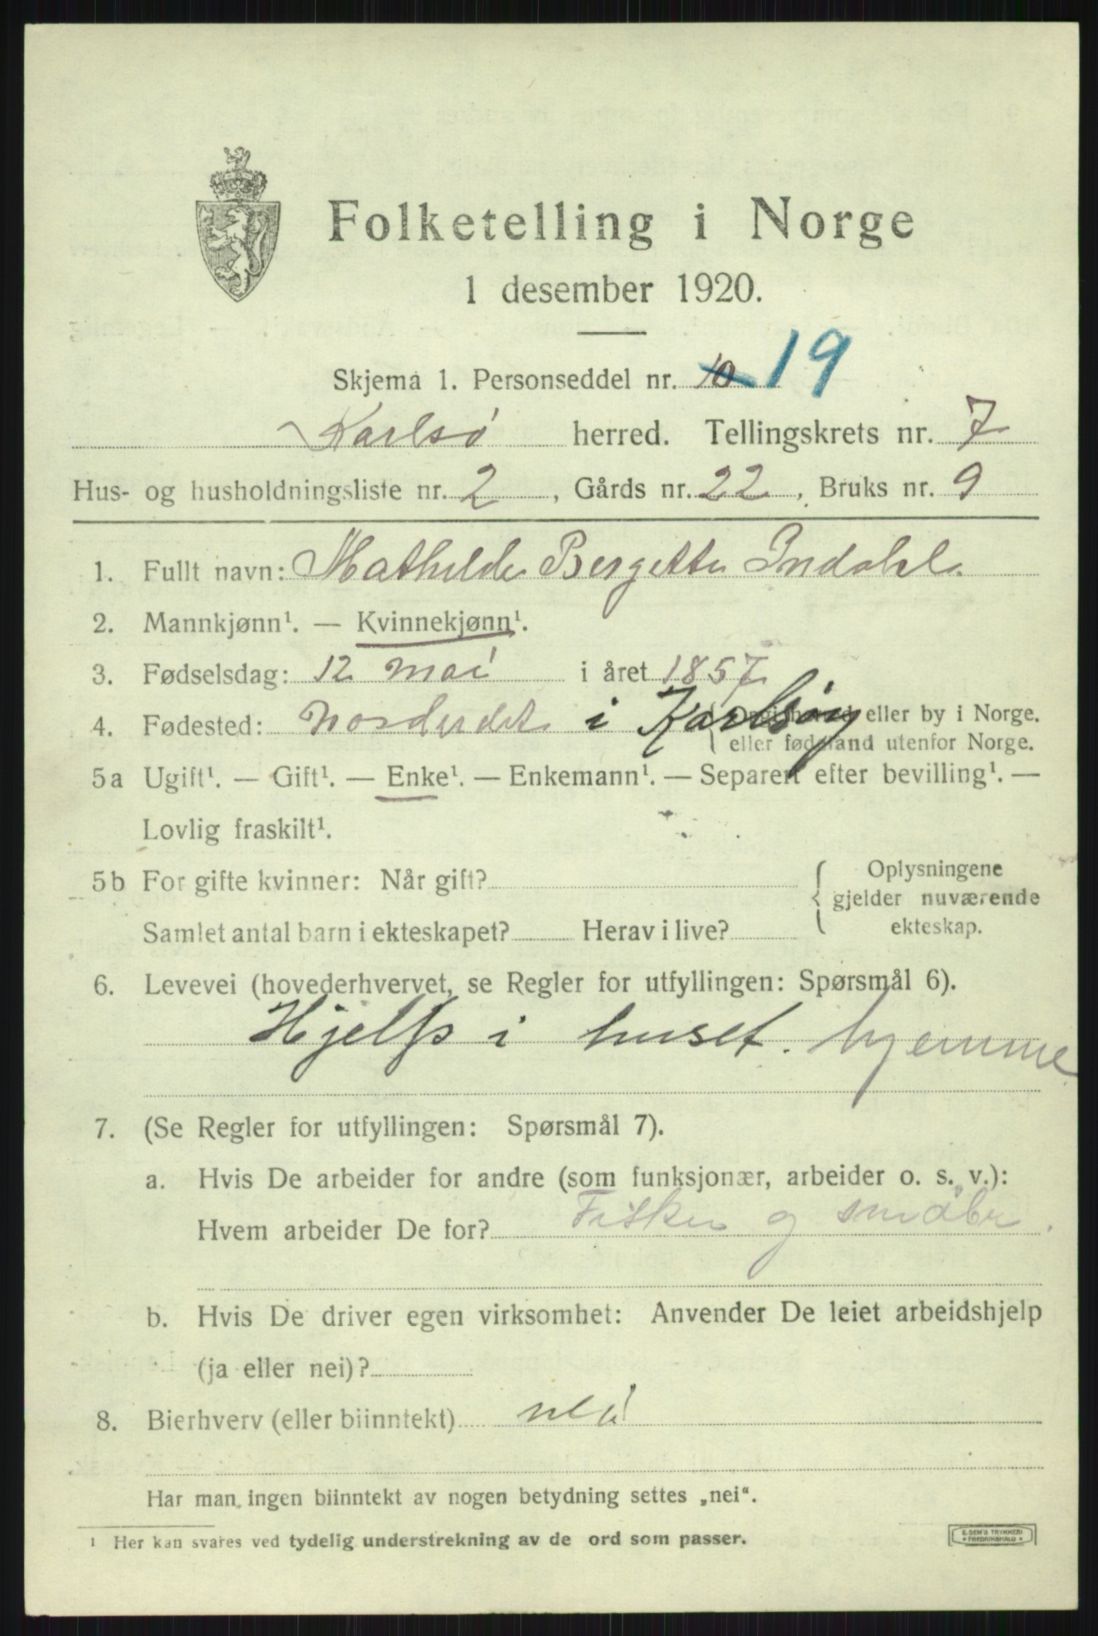 Folketelling i Norge
1 desember 1920.
Skjema 1. Personseddel nr. 10 19
Karlsø herred. Tellingskrets nr. 7
Hus- og husholdningsliste nr. 2, Gårds nr. 22, Bruks nr. 9
1. Fullt navn: Mathilde Bergette Indahl.
2. Mannkjønn¹. — Kvinnekjønn¹.
3. Fødselsdag: 12 mai i året 1857.
4. Fødested: i Karlsøy eller by i Norge.
eller fødeland utenfor Norge.
5a Ugift¹. — Gift¹. — Enke¹. — Enkemann¹. — Separert efter bevilling¹. —
Lovlig fraskilt¹.
5b For gifte kvinner: Når gift?
Samlet antal barn i ekteskapet? Herav i live?
Oplysningene
gjelder nuværende
ekteskap.
6. Levevei (hovederhvervet, se Regler for utfyllingen: Spørsmål 6).
Hjelp i huset. hjemme
7. (Se Regler for utfyllingen: Spørsmål 7).
a. Hvis De arbeider for andre (som funksjonær, arbeider o. s. v.):
Hvem arbeider De for? Fisker og småbr.
b. Hvis De driver egen virksomhet: Anvender De leiet arbeidshjelp
(ja eller nei)?
8. Bierhverv (eller biinntekt) nei
Har man ingen biinntekt av nogen betydning settes „nei“.
¹ Her kan svares ved tydelig understrekning av de ord som passer.